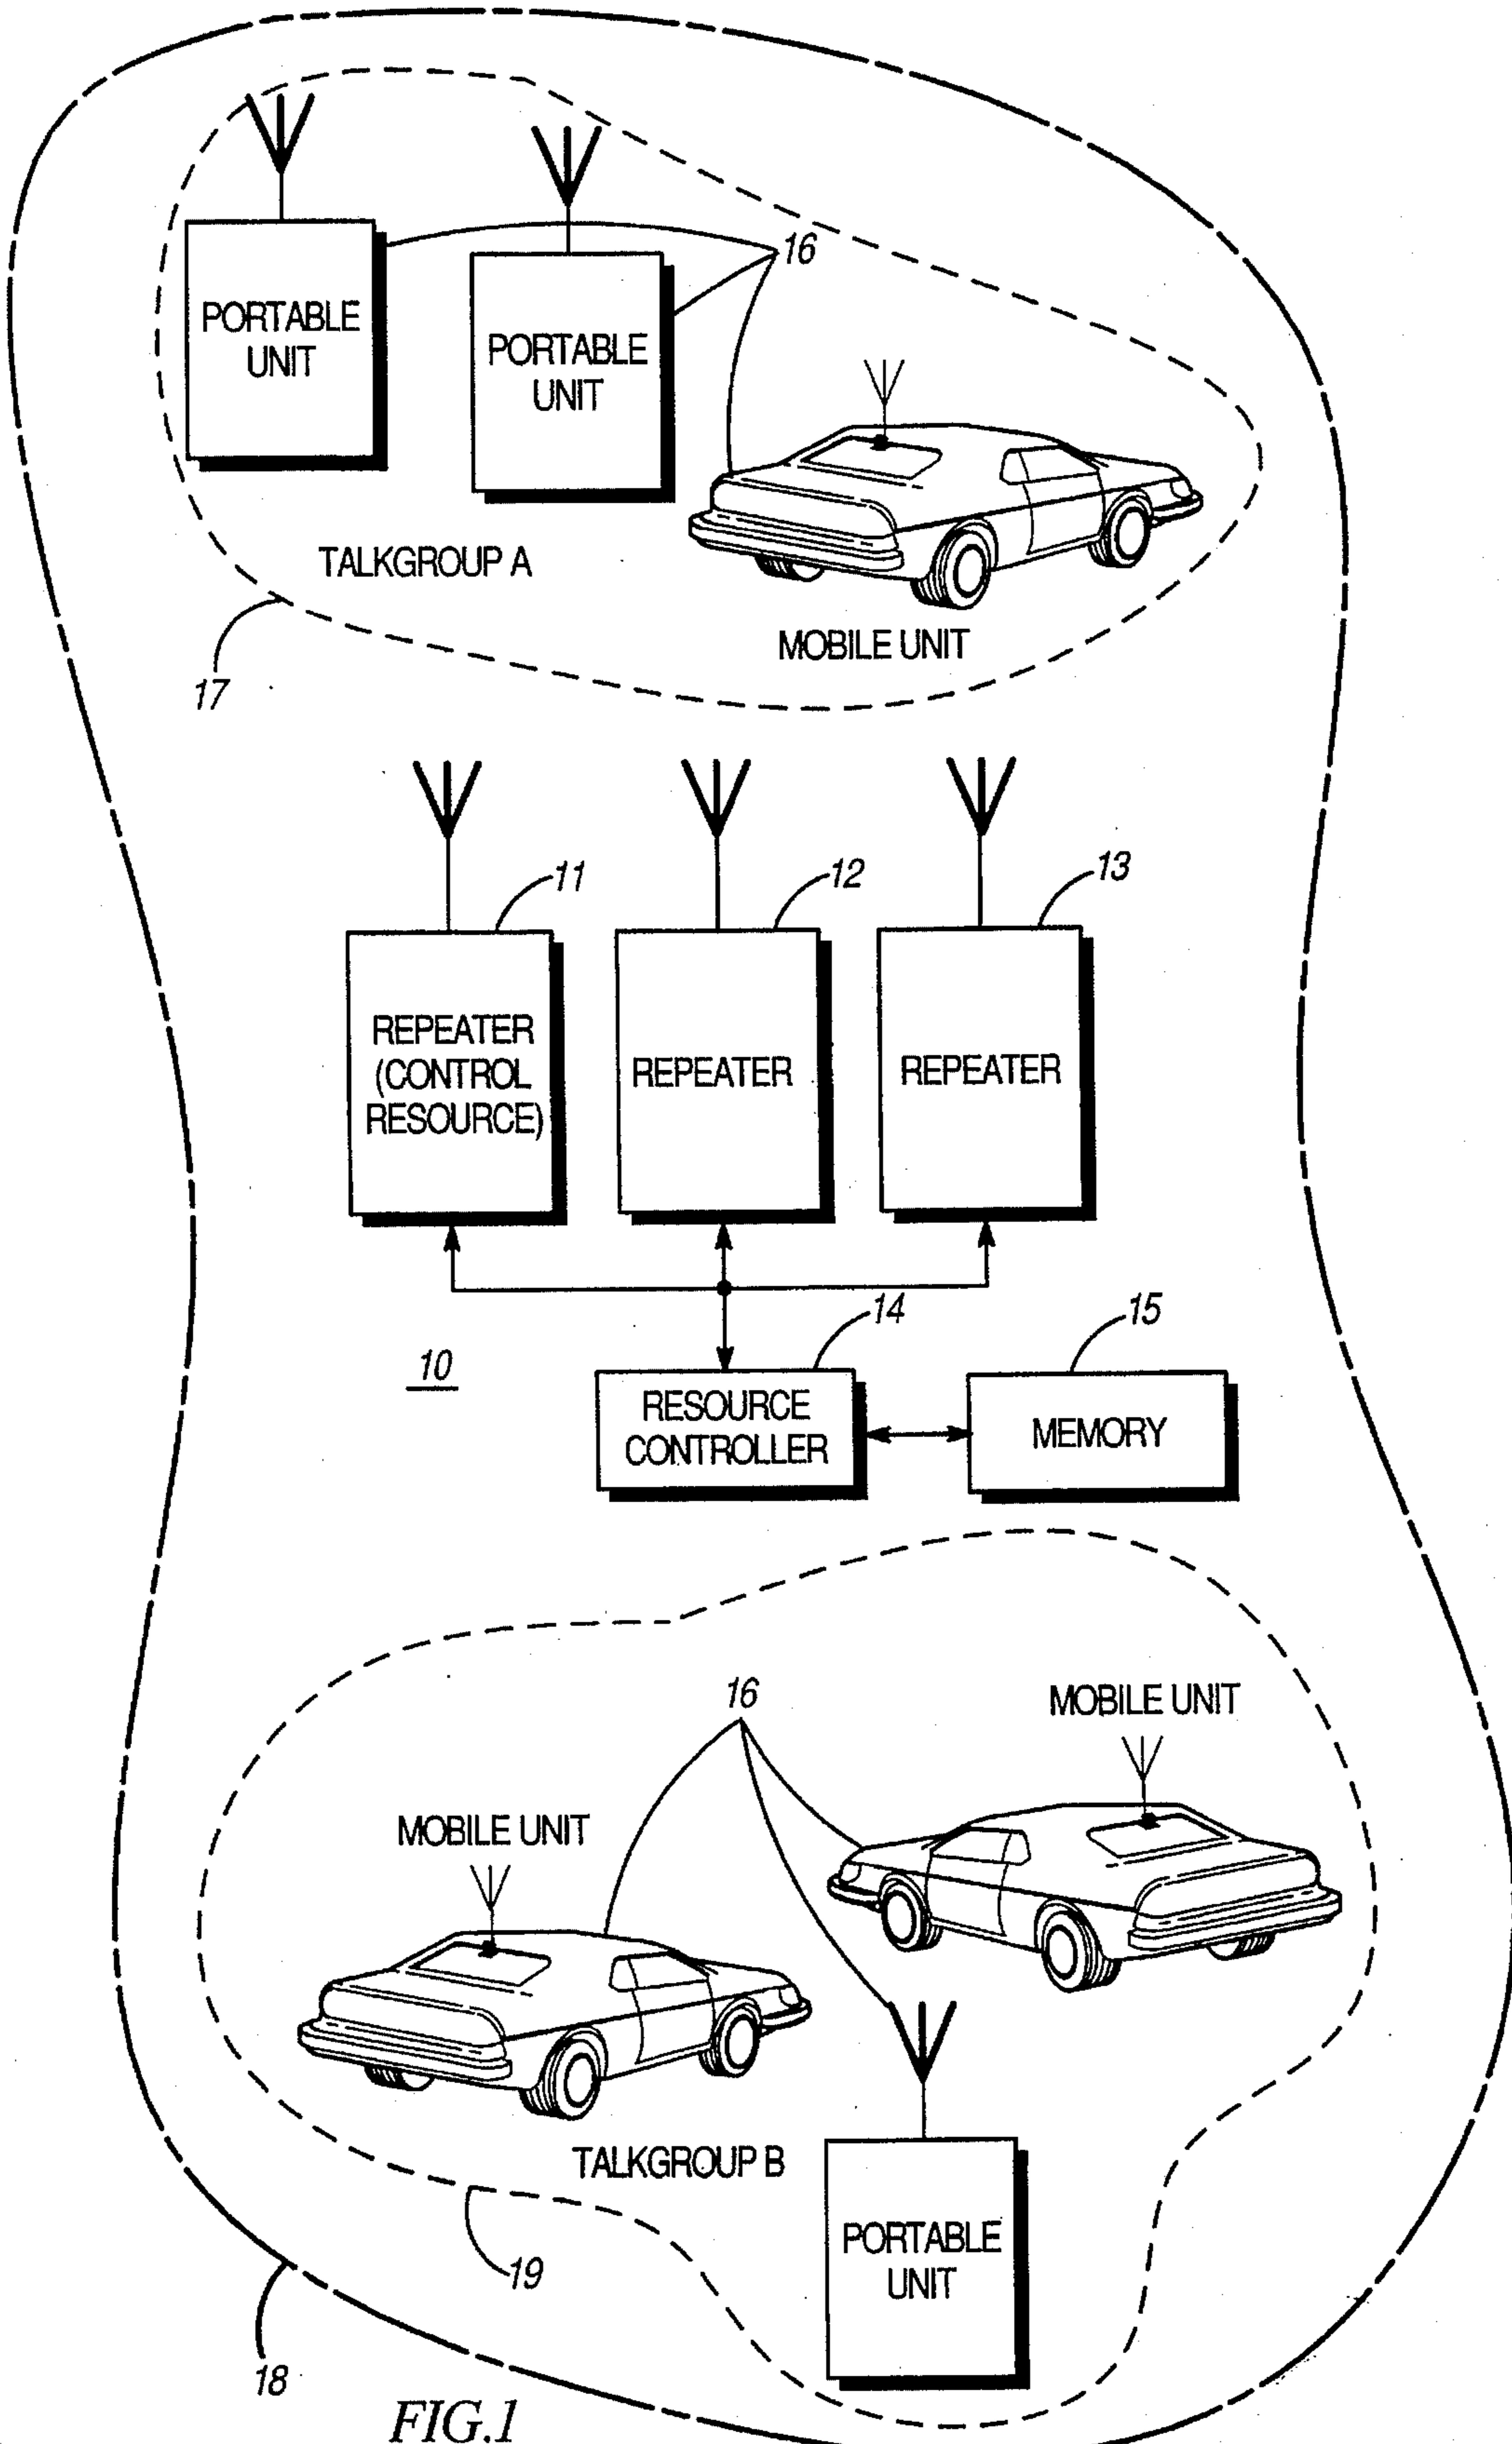 PORTABLE
UNIT
PORTABLE
UNIT
16
TALKGROUP A
MOBILE UNIT
17
11
12
13
REPEATER
(CONTROL
RESOURCE)
REPEATER
REPEATER
10
14
15
RESOURCE
CONTROLLER
MEMORY
16
MOBILE UNIT
MOBILE UNIT
TALKGROUP B
PORTABLE
UNIT
19
18
FIG.1